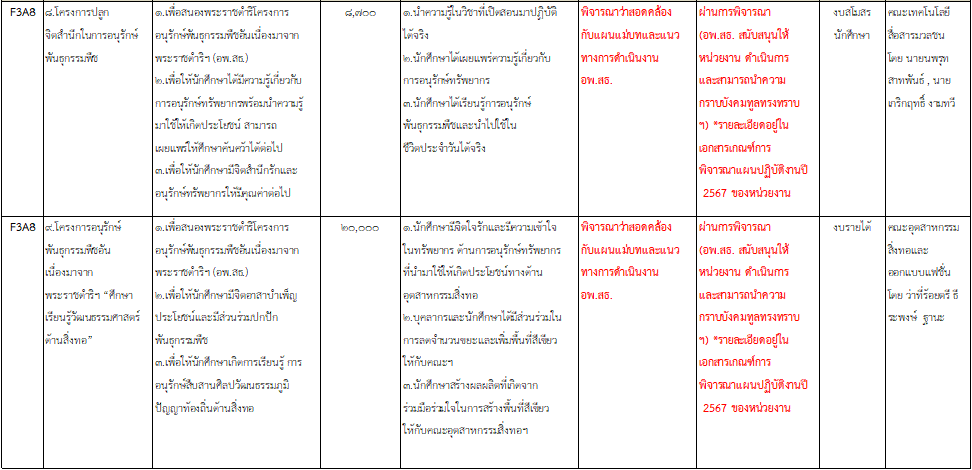 F3A8
๘.โครงการปลูก
จิตสำนึกในการอนุรักษ์
พันธุกรรมพืช
๑.เพื่อสนองพระราชดำริโครงการ
อนุรักษ์พันธุกรรมพืชอันเนื่องมาจาก
พระราชดำริฯ (อพ.สธ.)
๒.เพื่อให้นักศึกษาได้มีความรู้เกี่ยวกับ
การอนุรักษ์ทรัพยากรพร้อมนำความรู้
มาใช้ให้เกิดประโยชน์ สามารถ
เผยแพร่ให้ศึกษาค้นคว้าได้ต่อไป
๓.เพื่อให้นักศึกษามีจิตสำนึกรักและ
อนุรักษ์ทรัพยากรให้มีคุณค่าต่อไป
๘,๗๐๐
๑.นำความรู้ในวิชาที่เปิดสอนมาปฏิบัติ
ได้จริง
๒.นักศึกษาได้เผยแพร่ความรู้เกี่ยวกับ
การอนุรักษ์ทรัพยากร
๓.นักศึกษาได้เรียนรู้การอนุรักษ์
พันธุกรรมพืชและนำไปใช้ใน
ชีวิตประจำวันได้จริง
พิจารณาว่าสอดคล้อง
กับแผนแม่บทและแนว
ทางการดำเนินงาน
อพ.สธ.
ผ่านการพิจารณา
(อพ.สธ. สนับสนุนให้
หน่วยงาน ดำเนินการ
และสามารถนำความ
กราบบังคมทูลทรงทราบ
ฯ) *รายละเอียดอยู่ใน
เอกสารเกณฑ์การ
พิจารณาแผนปฏิบัติงานปี
2567 ของหน่วยงาน
งบสโมสร
นักศึกษา
คณะเทคโนโลยี
สื่อสารมวลชน
โดย นายนพรุท
สาทพันธ์ , นาย
เกริกฤทธิ์ งามทวี
F3A8
๙.โครงการอนุรักษ์
พันธุกรรมพืชอัน
เนื่องมาจาก
พระราชดำริฯ “ศึกษา
เรียนรู้วัฒนธรรมศาสตร์
ด้านสิ่งทอ”
๑.เพื่อสนองพระราชดำริโครงการ
อนุรักษ์พันธุกรรมพืชอันเนื่องมาจาก
พระราชดำริฯ (อพ.สธ.)
๒.เพื่อให้นักศึกษามีจิตอาสาบำเพ็ญ
ประโยชน์และมีส่วนร่วมปกปัก
พันธุกรรมพืช
๓.เพื่อให้นักศึกษาเกิดการเรียนรู้ การ
อนุรักษ์สืบสานศิลปวัฒนธรรมภูมิ
ปัญญาท้องถิ่นด้านสิ่งทอ
๒๐,๐๐๐
๑.นักศึกษามีจิตใจรักและมีความเข้าใจ
ในทรัพยากร ด้านการอนุรักษ์ทรัพยากร
ที่นำมาใช้ให้เกิดประโยชน์ทางด้าน
อุตสาหกรรมสิ่งทอ
๒.บุคลากรและนักศึกษาได้มีส่วนร่วมใน
การลดจำนวนขยะและเพิ่มพื้นที่สีเขียว
ให้กับคณะฯ
๓.นักศึกษาสร้างผลผลิตที่เกิดจาก
ร่วมมือร่วมใจในการสร้างพื้นที่สีเขียว
ให้กับคณะอุตสาหกรรมสิ่งทอฯ
พิจารณาว่าสอดคล้อง
กับแผนแม่บทและแนว
ทางการดำเนินงาน
อพ.สธ.
ผ่านการพิจารณา
(อพ.สธ. สนับสนุนให้
หน่วยงาน ดำเนินการ
และสามารถนำความ
กราบบังคมทูลทรงทราบ
ฯ) *รายละเอียดอยู่ใน
เอกสารเกณฑ์การ
พิจารณาแผนปฏิบัติงานปี
2567 ของหน่วยงาน
งบรายได้
คณะอุตสาหกรรม
สิ่งทอและ
ออกแบบแฟชั่น
โดย ว่าที่ร้อยตรี ธี
ระพงษ์ ฐานะ